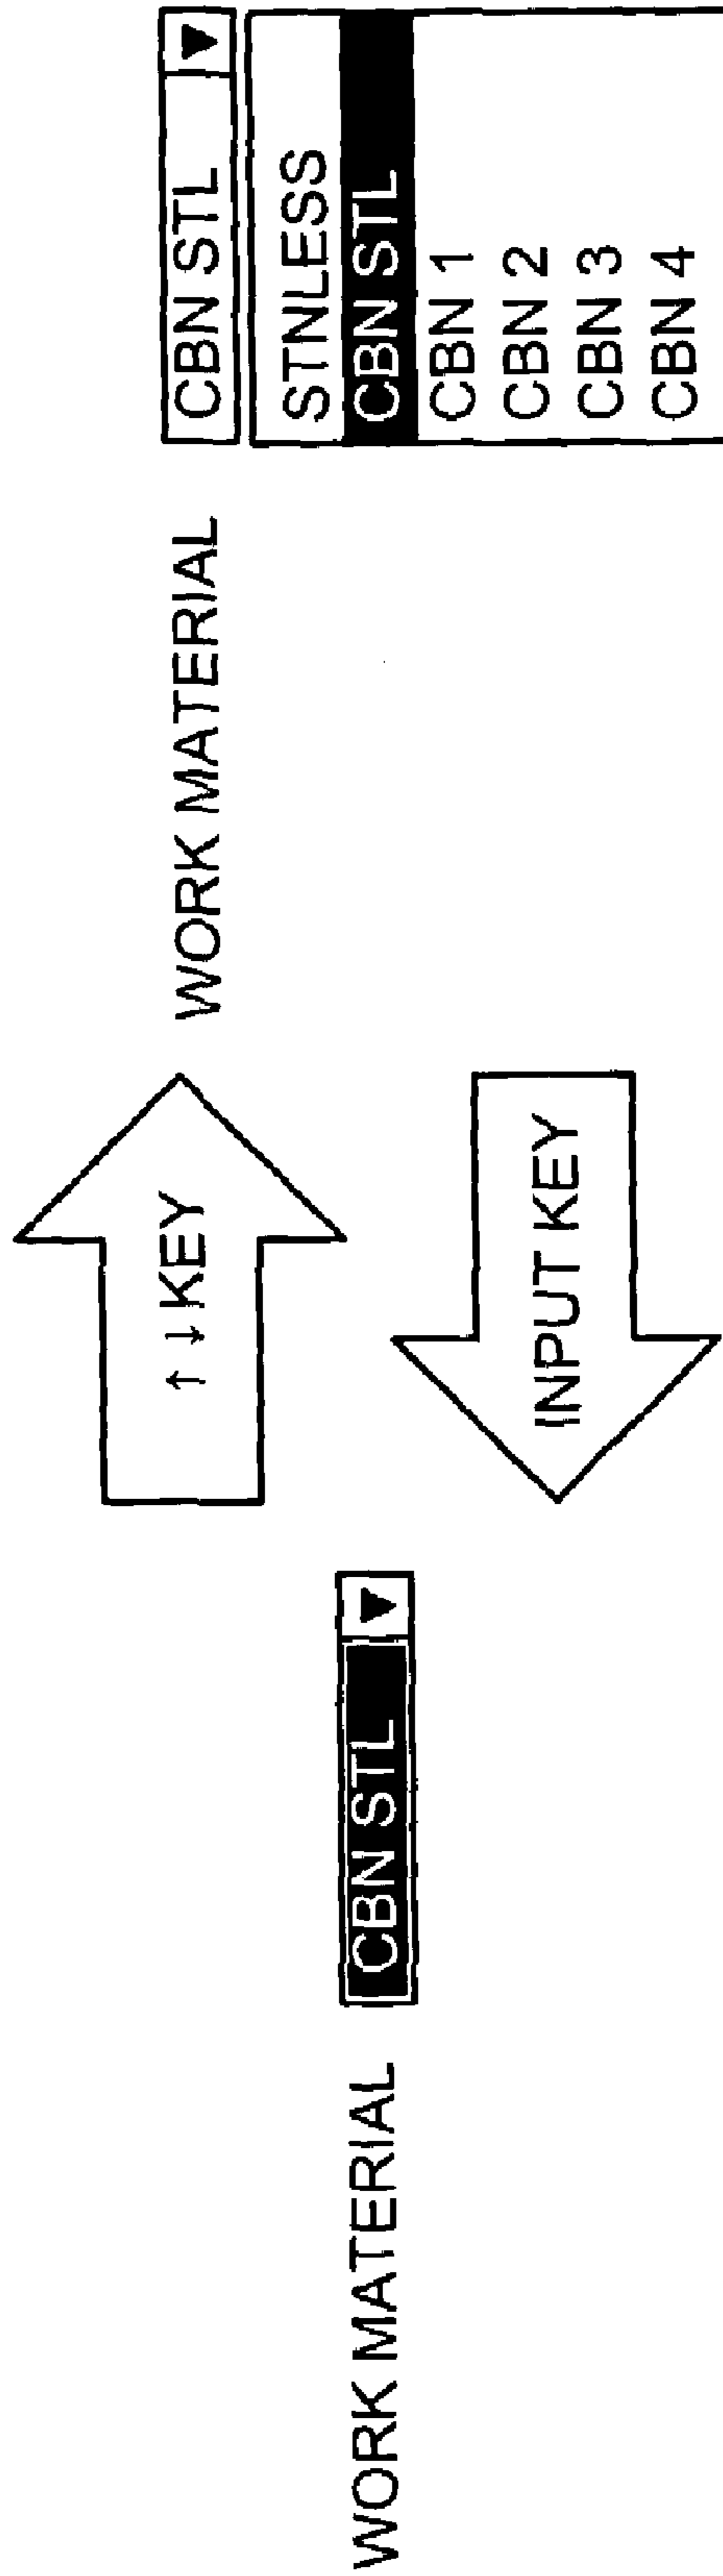 WORK MATERIAL
CBN STL ▼
↑↓KEY
INPUT KEY
WORK MATERIAL
CBN STL ▼
STNLESS
CBN STL
CBN 1
CBN 2
CBN 3
CBN 4